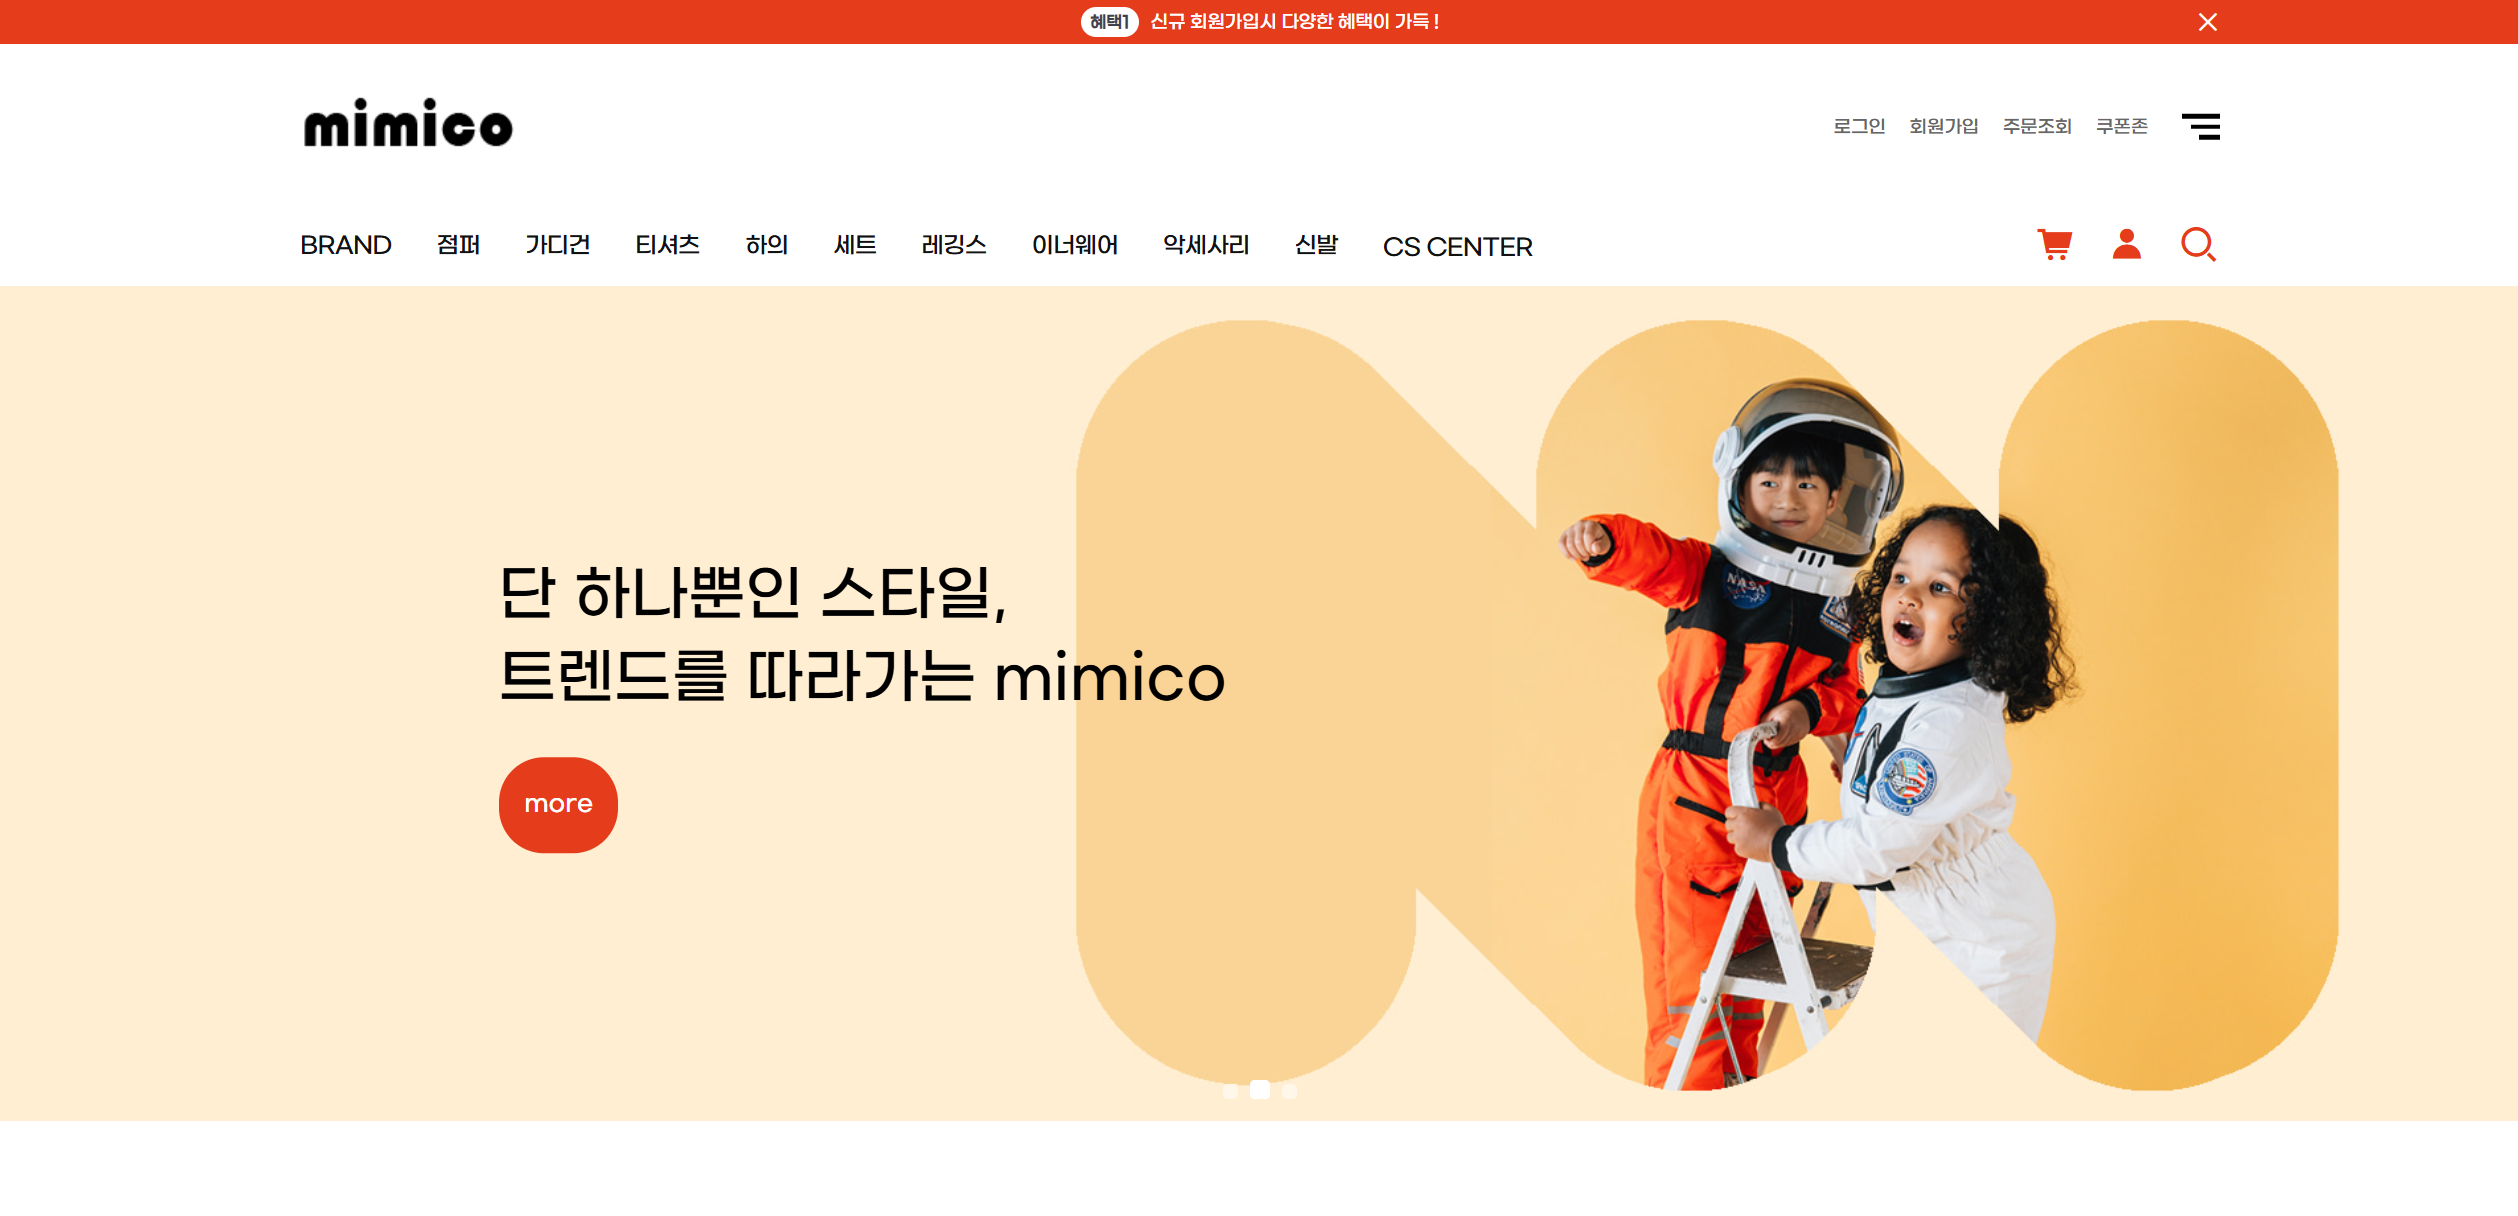 혜택1 신규 회원가입시 다양한 혜택이 가득 !
mimico
로그인 회원가입 주문조회 쿠폰존
BRAND 점퍼 가디건 티셔츠 하의 세트 레깅스 이너웨어 악세사리 신발 CS CENTER
단 하나뿐인 스타일,
트렌드를 따라가는 mimico
more
NASA